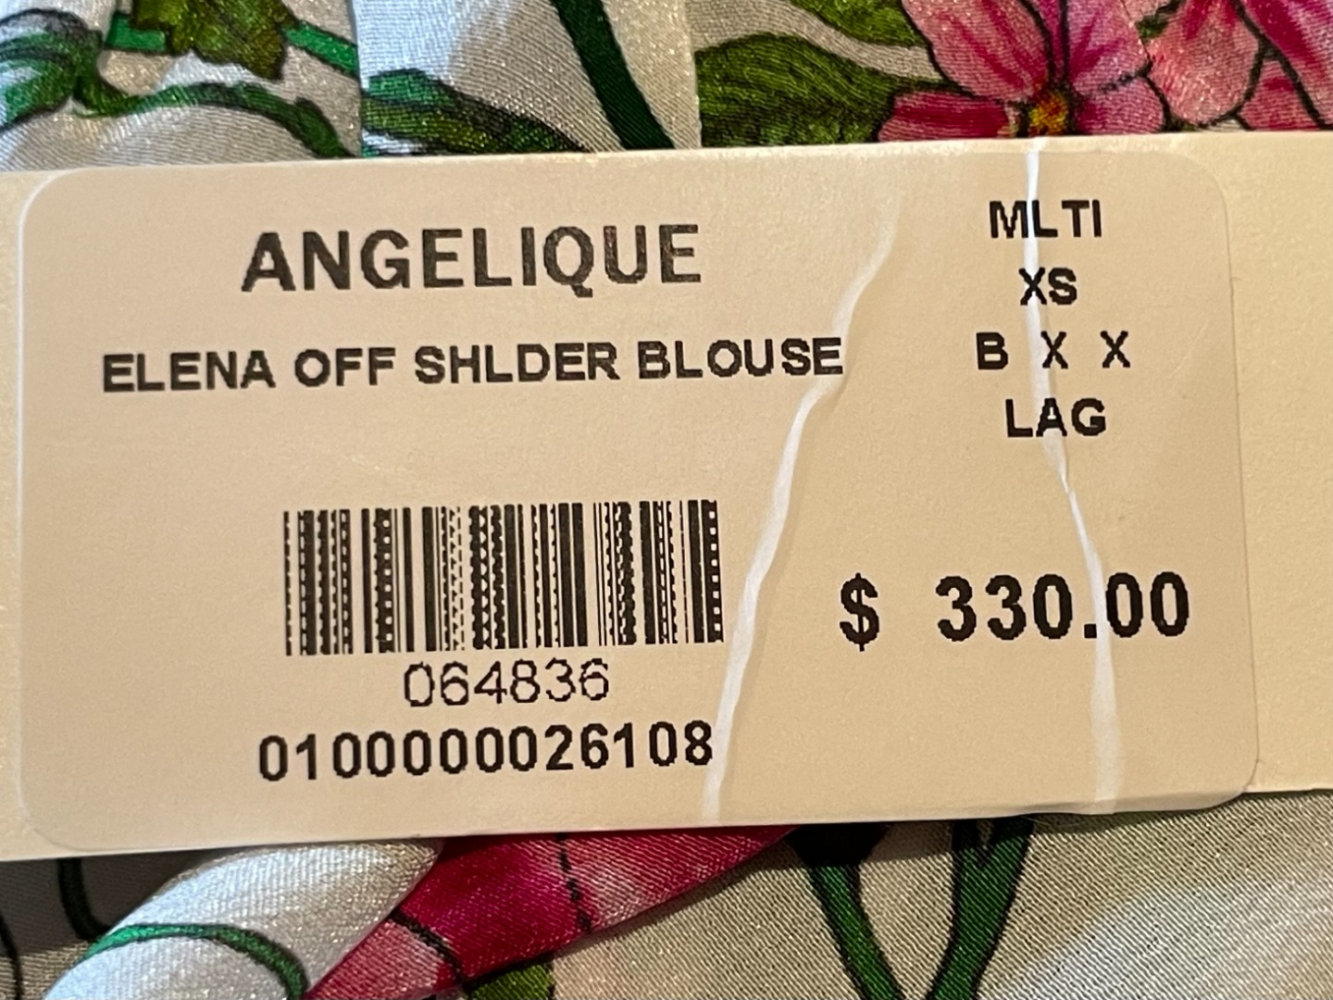 ANGELIQUE
ELENA OFF SHLDER BLOUSE
MLTI
XS
B X X
LAG
064836
0100000026108
$ 330.00